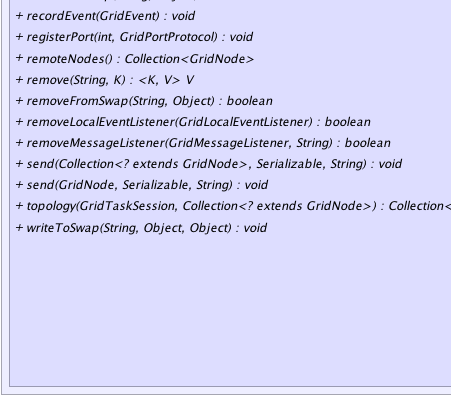 + recordEvent(GridEvent) : void
+ registerPort(int, GridPortProtocol) : void
+ remoteNodes() : Collection<GridNode>
+ remove(String, K) : <K, V> V
+ removeFromSwap(String, Object) : boolean
+ removeLocalEventListener(GridLocalEventListener) : boolean
+ removeMessageListener(GridMessageListener, String) : boolean
+ send(Collection<? extends GridNode>, Serializable, String) : void
+ send(GridNode, Serializable, String) : void
+ topology(GridTaskSession, Collection<? extends GridNode>) : Collection<
+ writeToSwap(String, Object, Object) : void